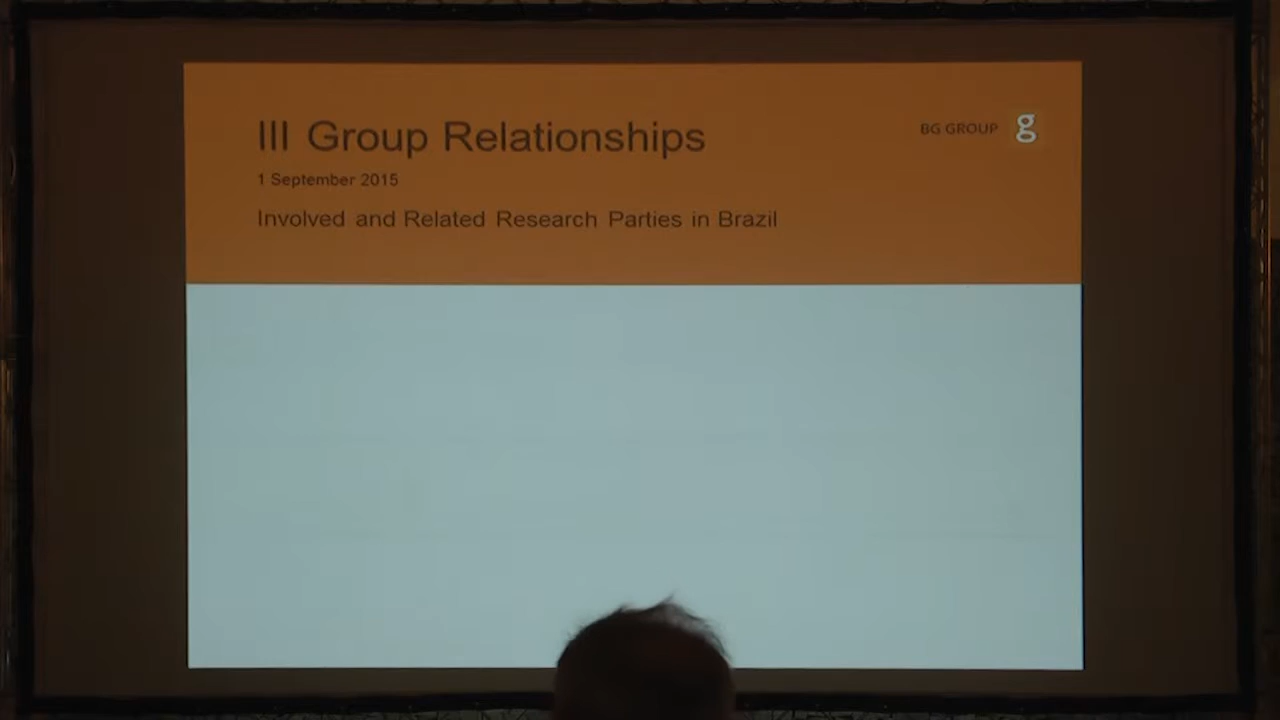 III Group Relationships
BG GROUP g
1 September 2015
Involved and Related Research Parties in Brazil